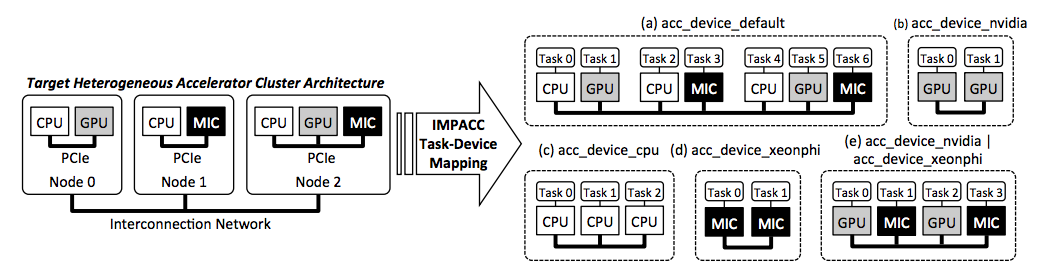 Target Heterogeneous Accelerator Cluster Architecture
CPU GPU
PCIe
Node 0
CPU MIC
PCIe
Node 1
CPU GPU MIC
PCIe
Node 2
Interconnection Network
IMPACC
Task-Device
Mapping
(a) acc_device_default
Task 0 Task 1 Task 2 Task 3 Task 4 Task 5 Task 6
CPU GPU CPU MIC CPU GPU MIC
(b) acc_device_nvidia
Task 0 Task 1
GPU GPU
(c) acc_device_cpu
Task 0 Task 1 Task 2
CPU CPU CPU
(d) acc_device_xeonphi
Task 0 Task 1
MIC MIC
(e) acc_device_nvidia |
acc_device_xeonphi
Task 0 Task 1 Task 2 Task 3
GPU MIC GPU MIC